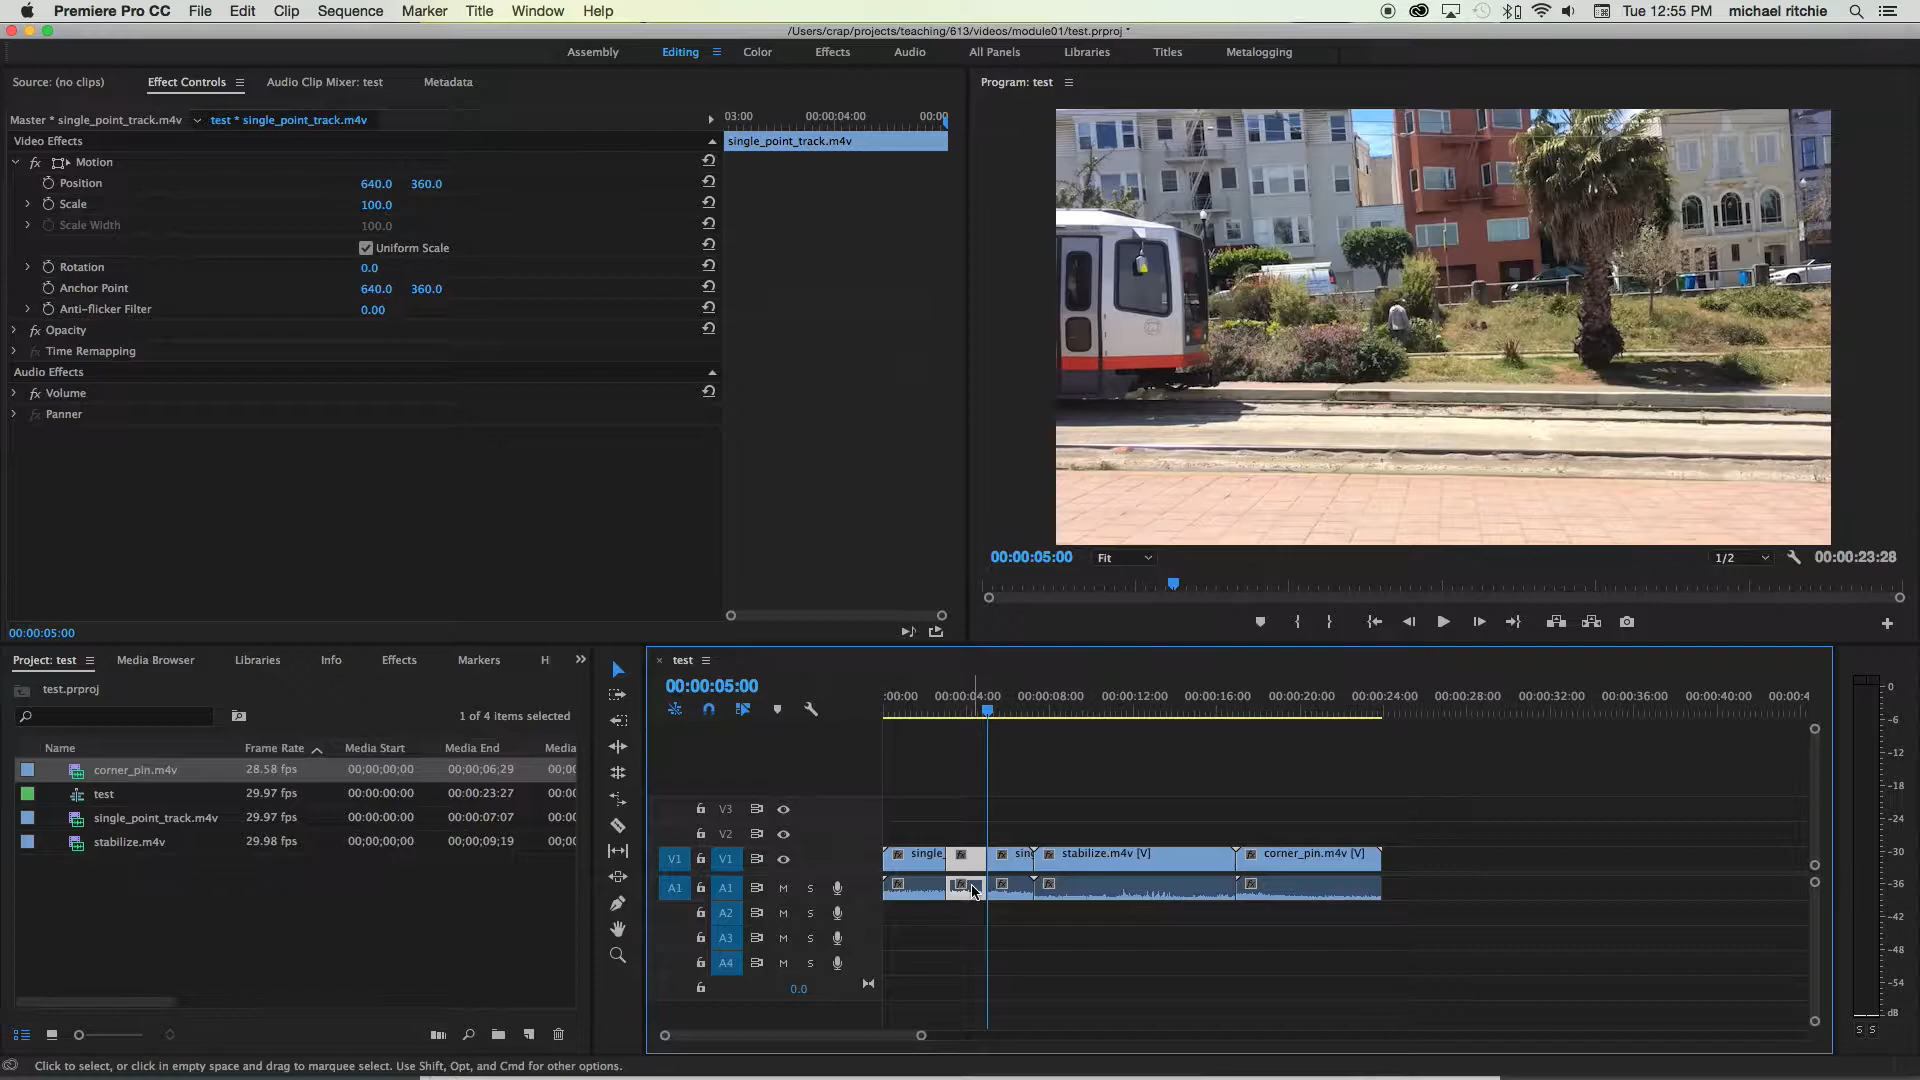 Premiere Pro CC File Edit Clip Sequence Marker Title Window Help Tue 12:55 PM michael ritchie
/Users/crap/projects/teaching/613/videos/module01/test.prproj *
Assembly Editing Color Effects Audio All Panels Libraries Titles Metalogging
Source: (no clips) Effect Controls Audio Clip Mixer: test Metadata
Program: test
Master * single_point_track.m4v test * single_point_track.m4v
03:00 00:00:04:00 00:00
Video Effects
single_point_track.m4v
fx Motion
Position 640.0 360.0
Scale 100.0
Scale Width 100.0
Uniform Scale
Rotation 0.0
Anchor Point 640.0 360.0
Anti-flicker Filter 0.00
fx Opacity
fx Time Remapping
Audio Effects
fx Volume
fx Panner
00:00:05:00 Fit 1/2 00:00:23:28
00:00:05:00
Project: test Media Browser Libraries Info Effects Markers H
test.prproj
1 of 4 items selected
Name Frame Rate Media Start Media End Media
corner_pin.m4v 28.58 fps 00;00;00;00 00;00;06;29 00;00
test 29.97 fps 00:00:00:00 00:00:23:27 00:00
single_point_track.m4v 29.97 fps 00:00:00:00 00:00:07:07 00:00
stabilize.m4v 29.98 fps 00;00;00;00 00;00;09;19 00;00
test
00:00:05:00
:00:00 00:00:04:00 00:00:08:00 00:00:12:00 00:00:16:00 00:00:20:00 00:00:24:00 00:00:28:00 00:00:32:00 00:00:36:00 00:00:40:00 00:00:4
V3
V2
V1 V1 fx single_ fx fx sing fx stabilize.m4v [V] fx corner_pin.m4v [V]
A1 A1 M S fx fx fx fx fx
A2 M S
A3 M S
A4 M S
0.0
0
-6
-12
-18
-24
-30
-36
-42
-48
-54
dB
S S
Click to select, or click in empty space and drag to marquee select. Use Shift, Opt, and Cmd for other options.